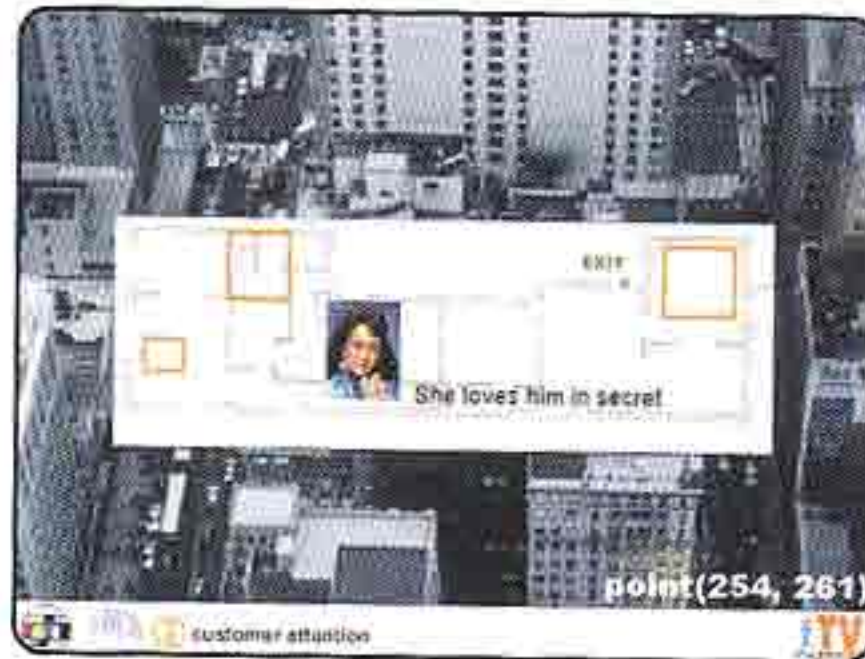 EXIT
She loves him in secret
point(254, 261)
customer attention
iTV